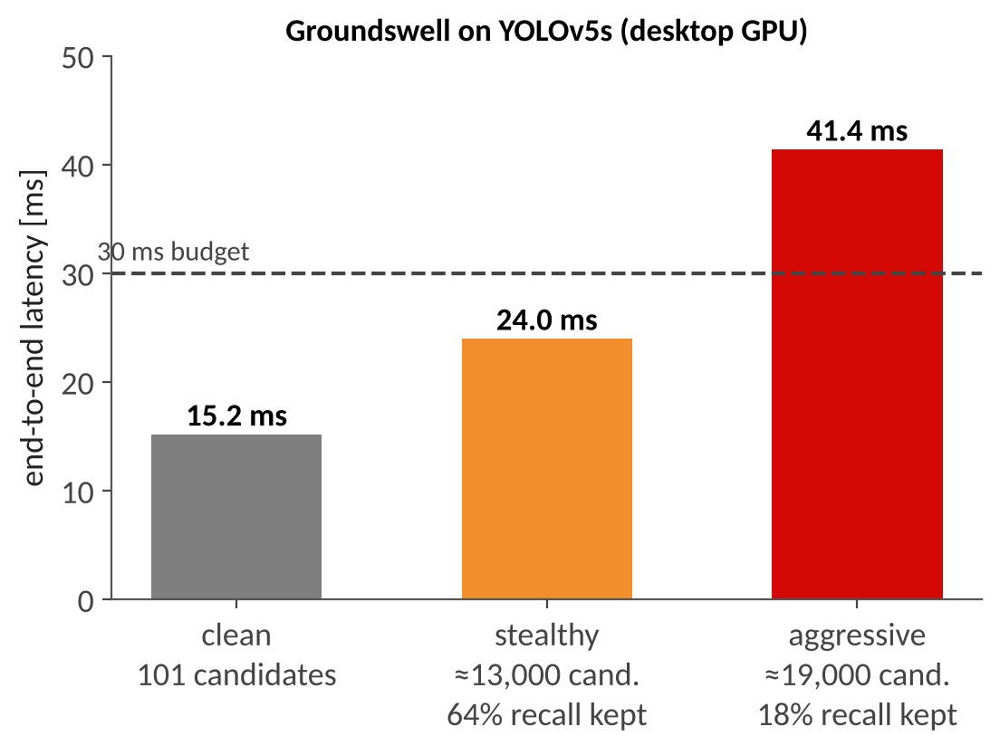 Groundswell on YOLOv5s (desktop GPU)
end-to-end latency [ms]
50
40
30
20
10
0
30 ms budget
15.2 ms
24.0 ms
41.4 ms
clean
101 candidates
stealthy
≈13,000 cand.
64% recall kept
aggressive
≈19,000 cand.
18% recall kept